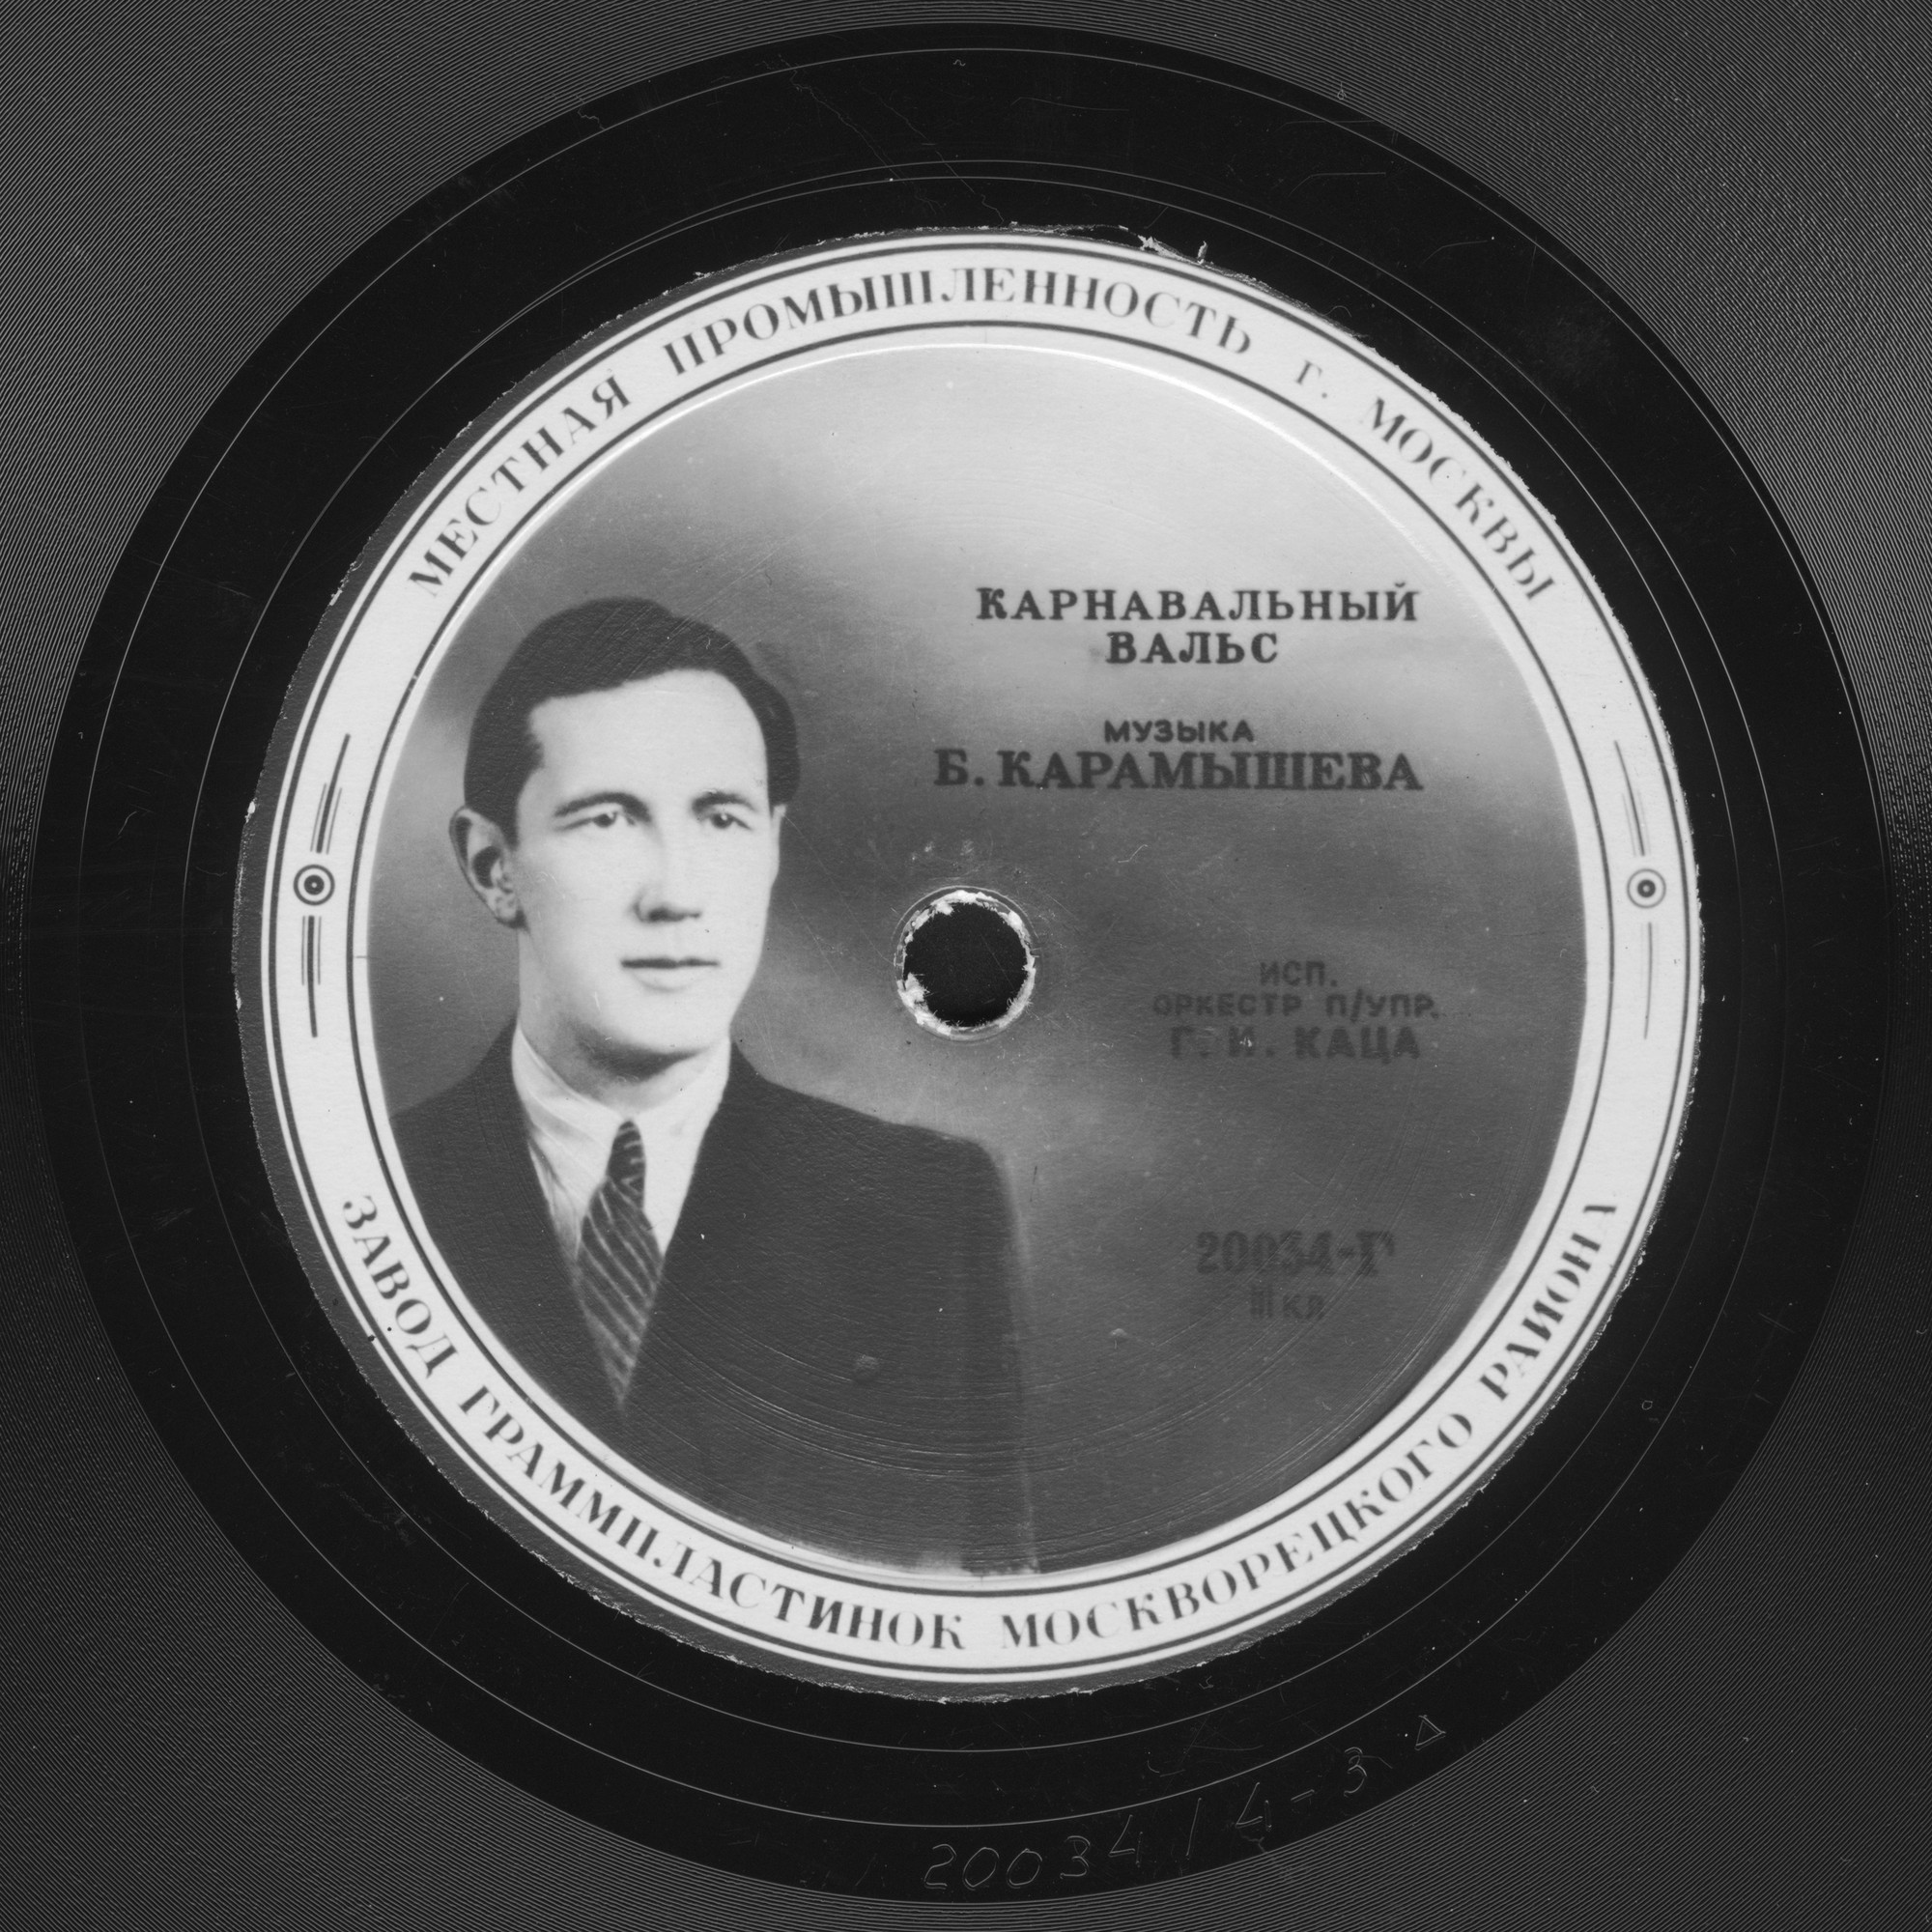 МЕСТНАЯ ПРОМЫШЛЕННОСТЬ Г. МОСКВЫ
КАРНАВАЛЬНЫЙ
ВАЛЬС
МУЗЫКА
Б. КАРАМЫШЕВА
ИСП.
ОРКЕСТР П/УПР.
Г. И. КАЦА
20034-Г
III КЛ.
ЗАВОД ГРАММПЛАСТИНОК МОСКВОРЕЦКОГО РАЙОНА
20034/4-3 Δ